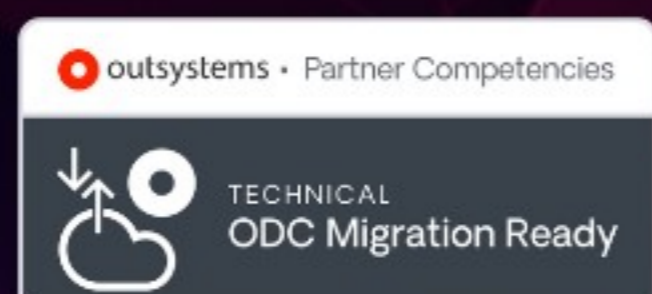 outsystems • Partner Competencies
TECHNICAL
ODC Migration Ready